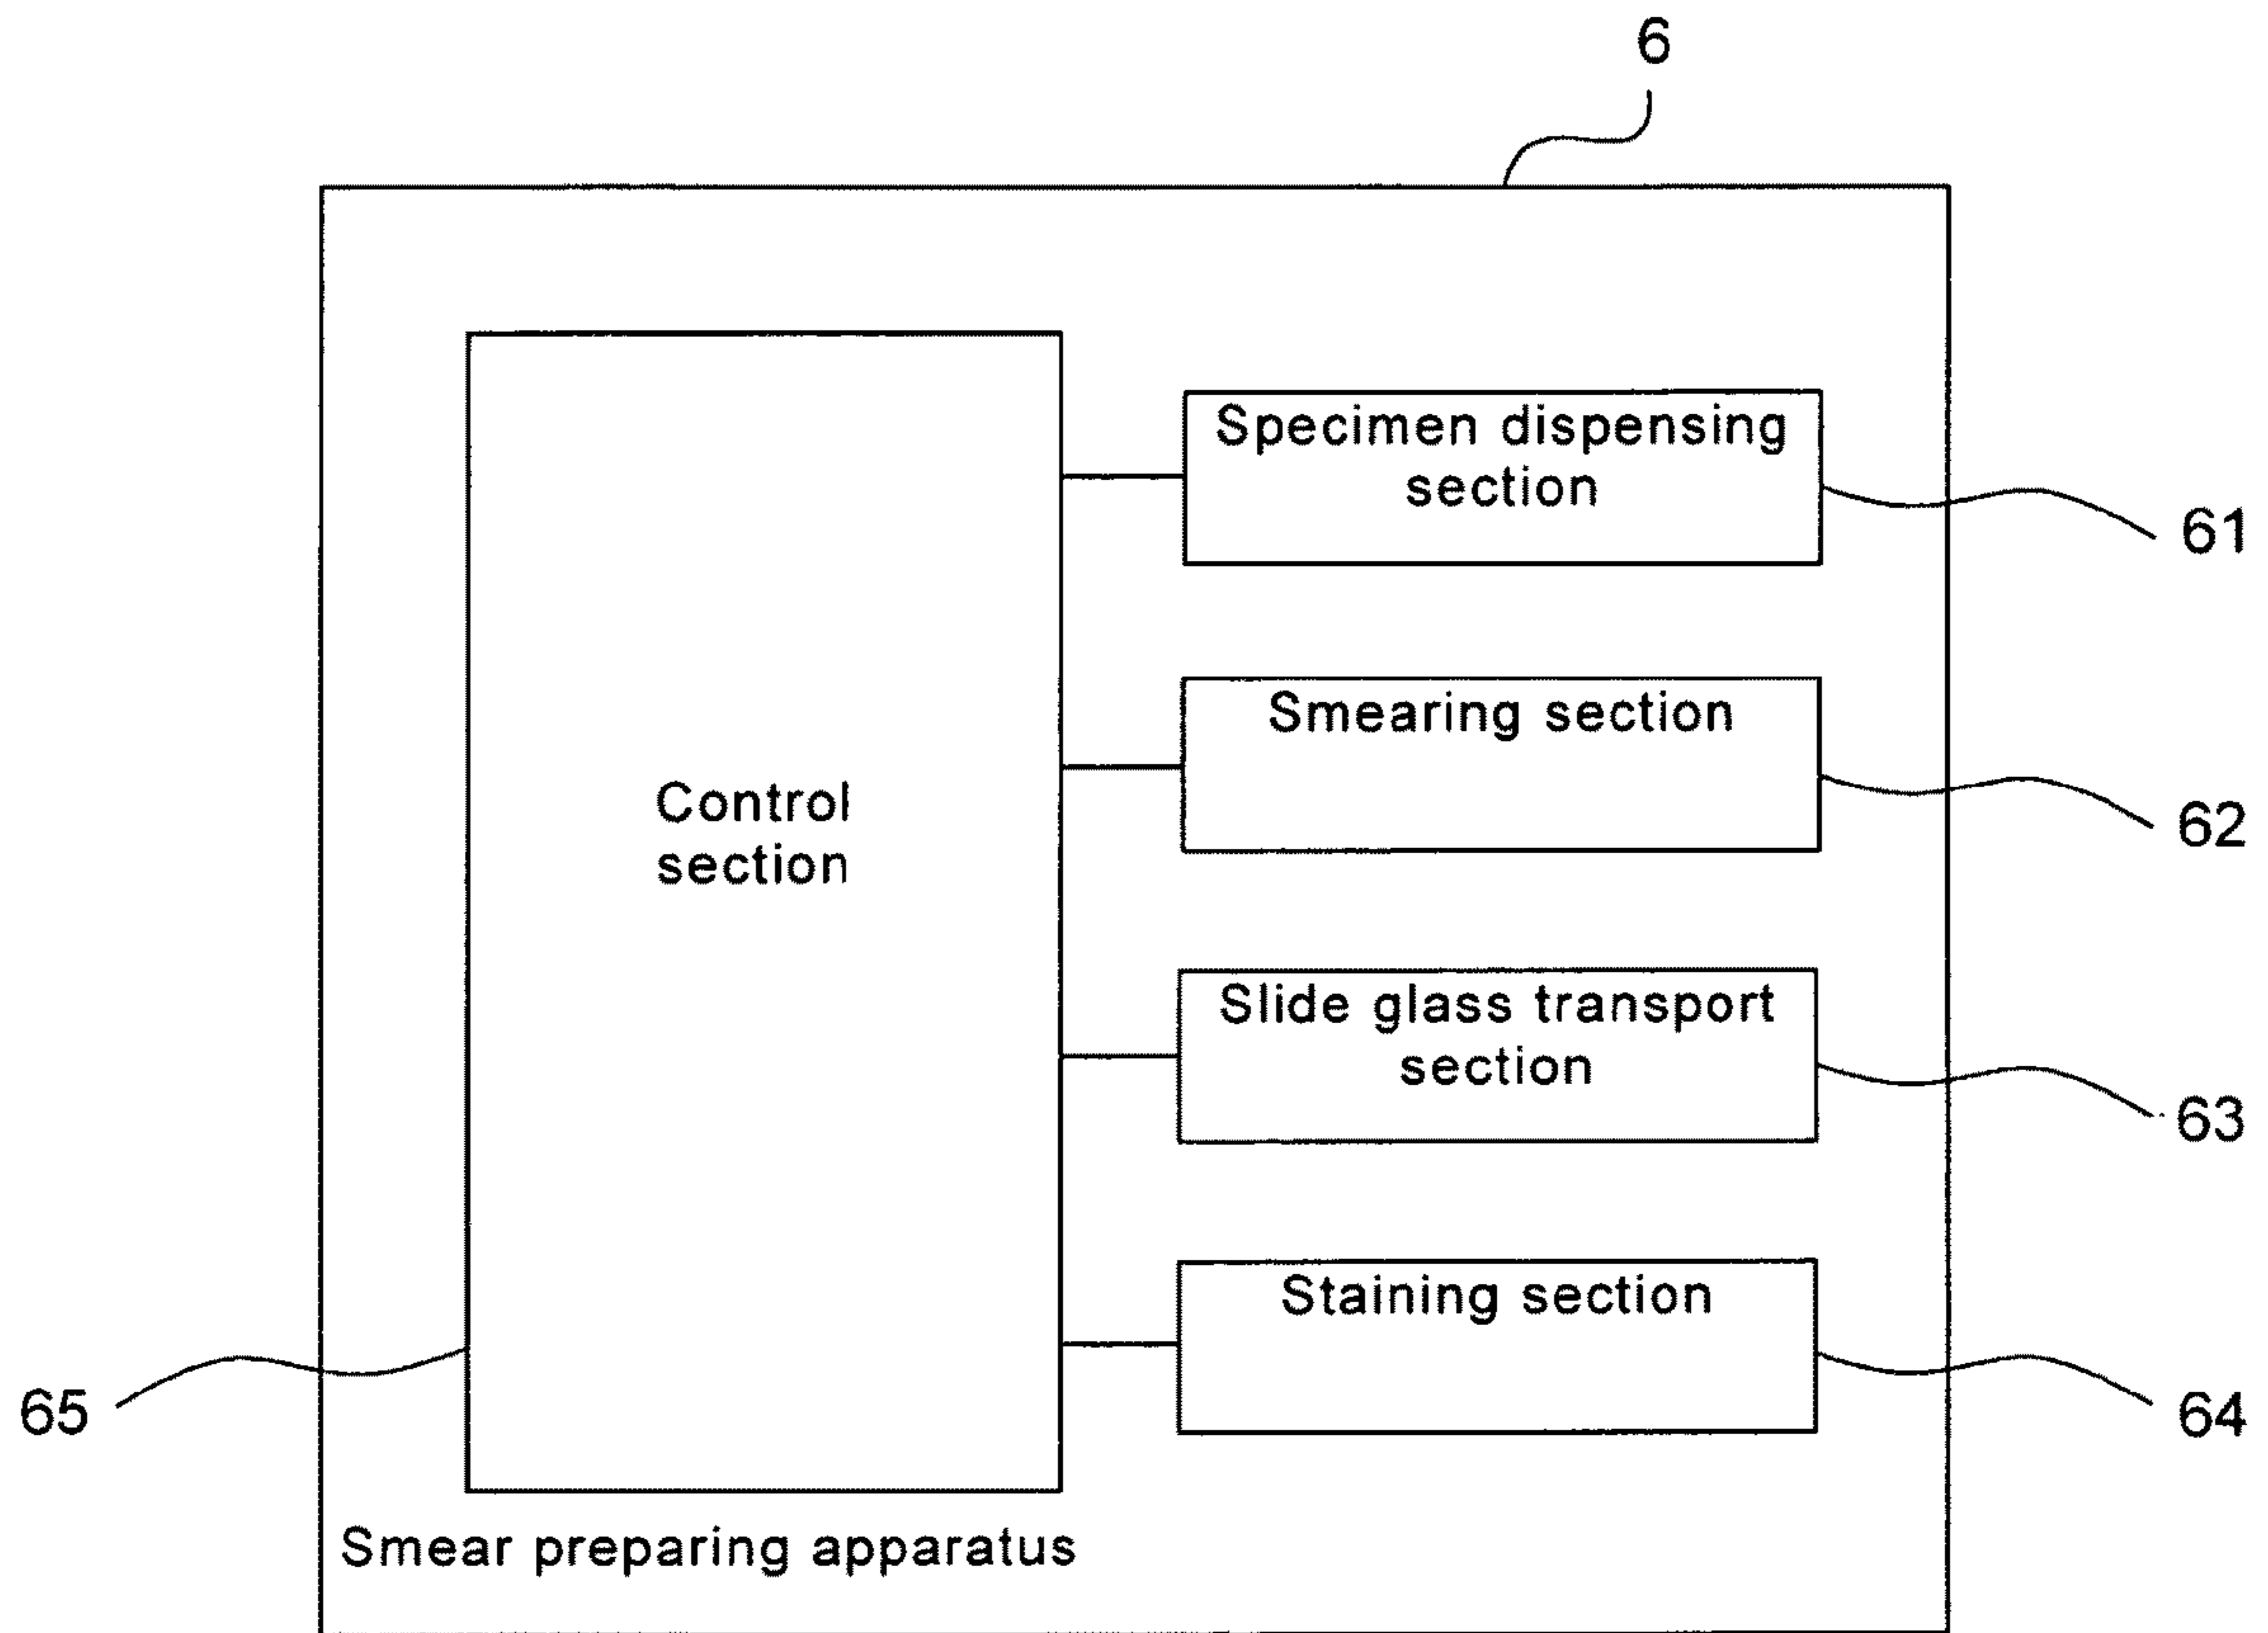 6
Specimen dispensing
section
61
Smearing section
62
Control
section
Slide glass transport
section
63
Staining section
64
65
Smear preparing apparatus